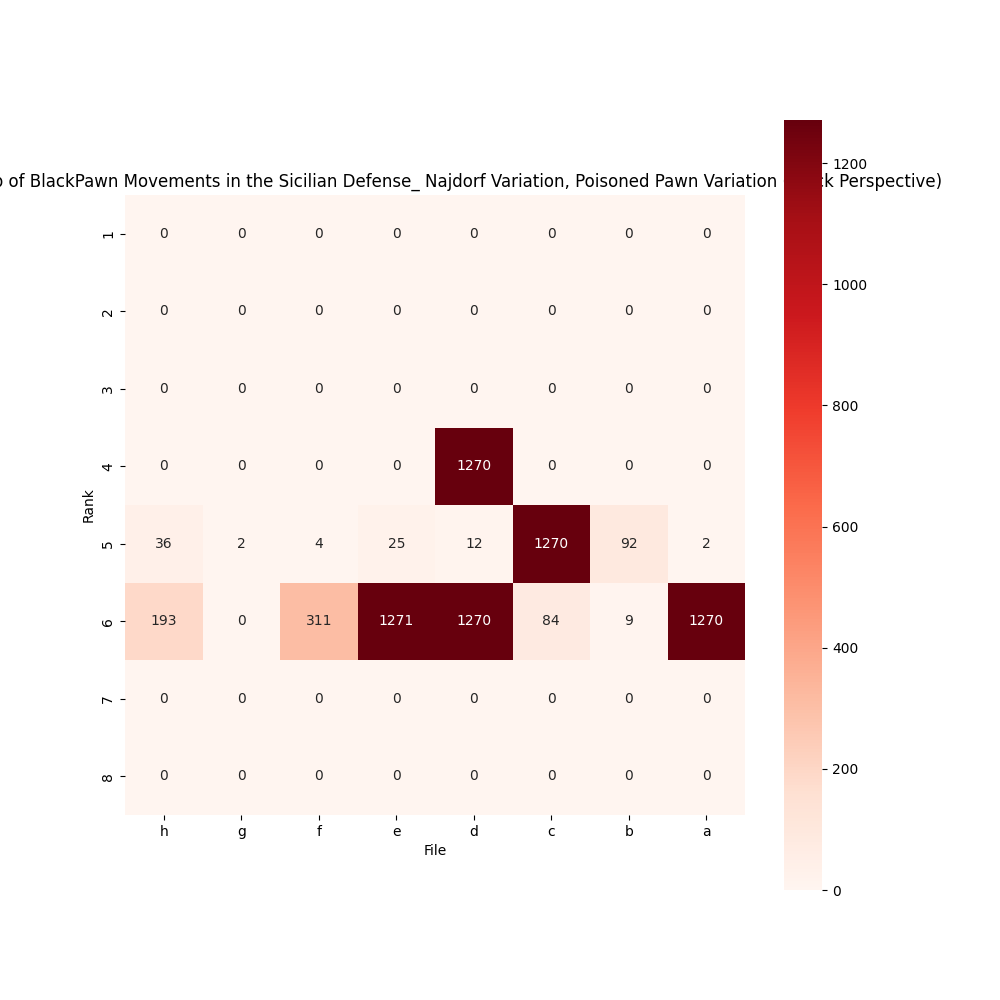 of BlackPawn Movements in the Sicilian Defense_ Najdorf Variation, Poisoned Pawn Variation ck Perspective)
Rank
1 0 0 0 0 0 0 0 0
2 0 0 0 0 0 0 0 0
3 0 0 0 0 0 0 0 0
4 0 0 0 0 1270 0 0 0
5 36 2 4 25 12 1270 92 2
6 193 0 311 1271 1270 84 9 1270
7 0 0 0 0 0 0 0 0
8 0 0 0 0 0 0 0 0
h g f e d c b a
File
1200
1000
800
600
400
200
0